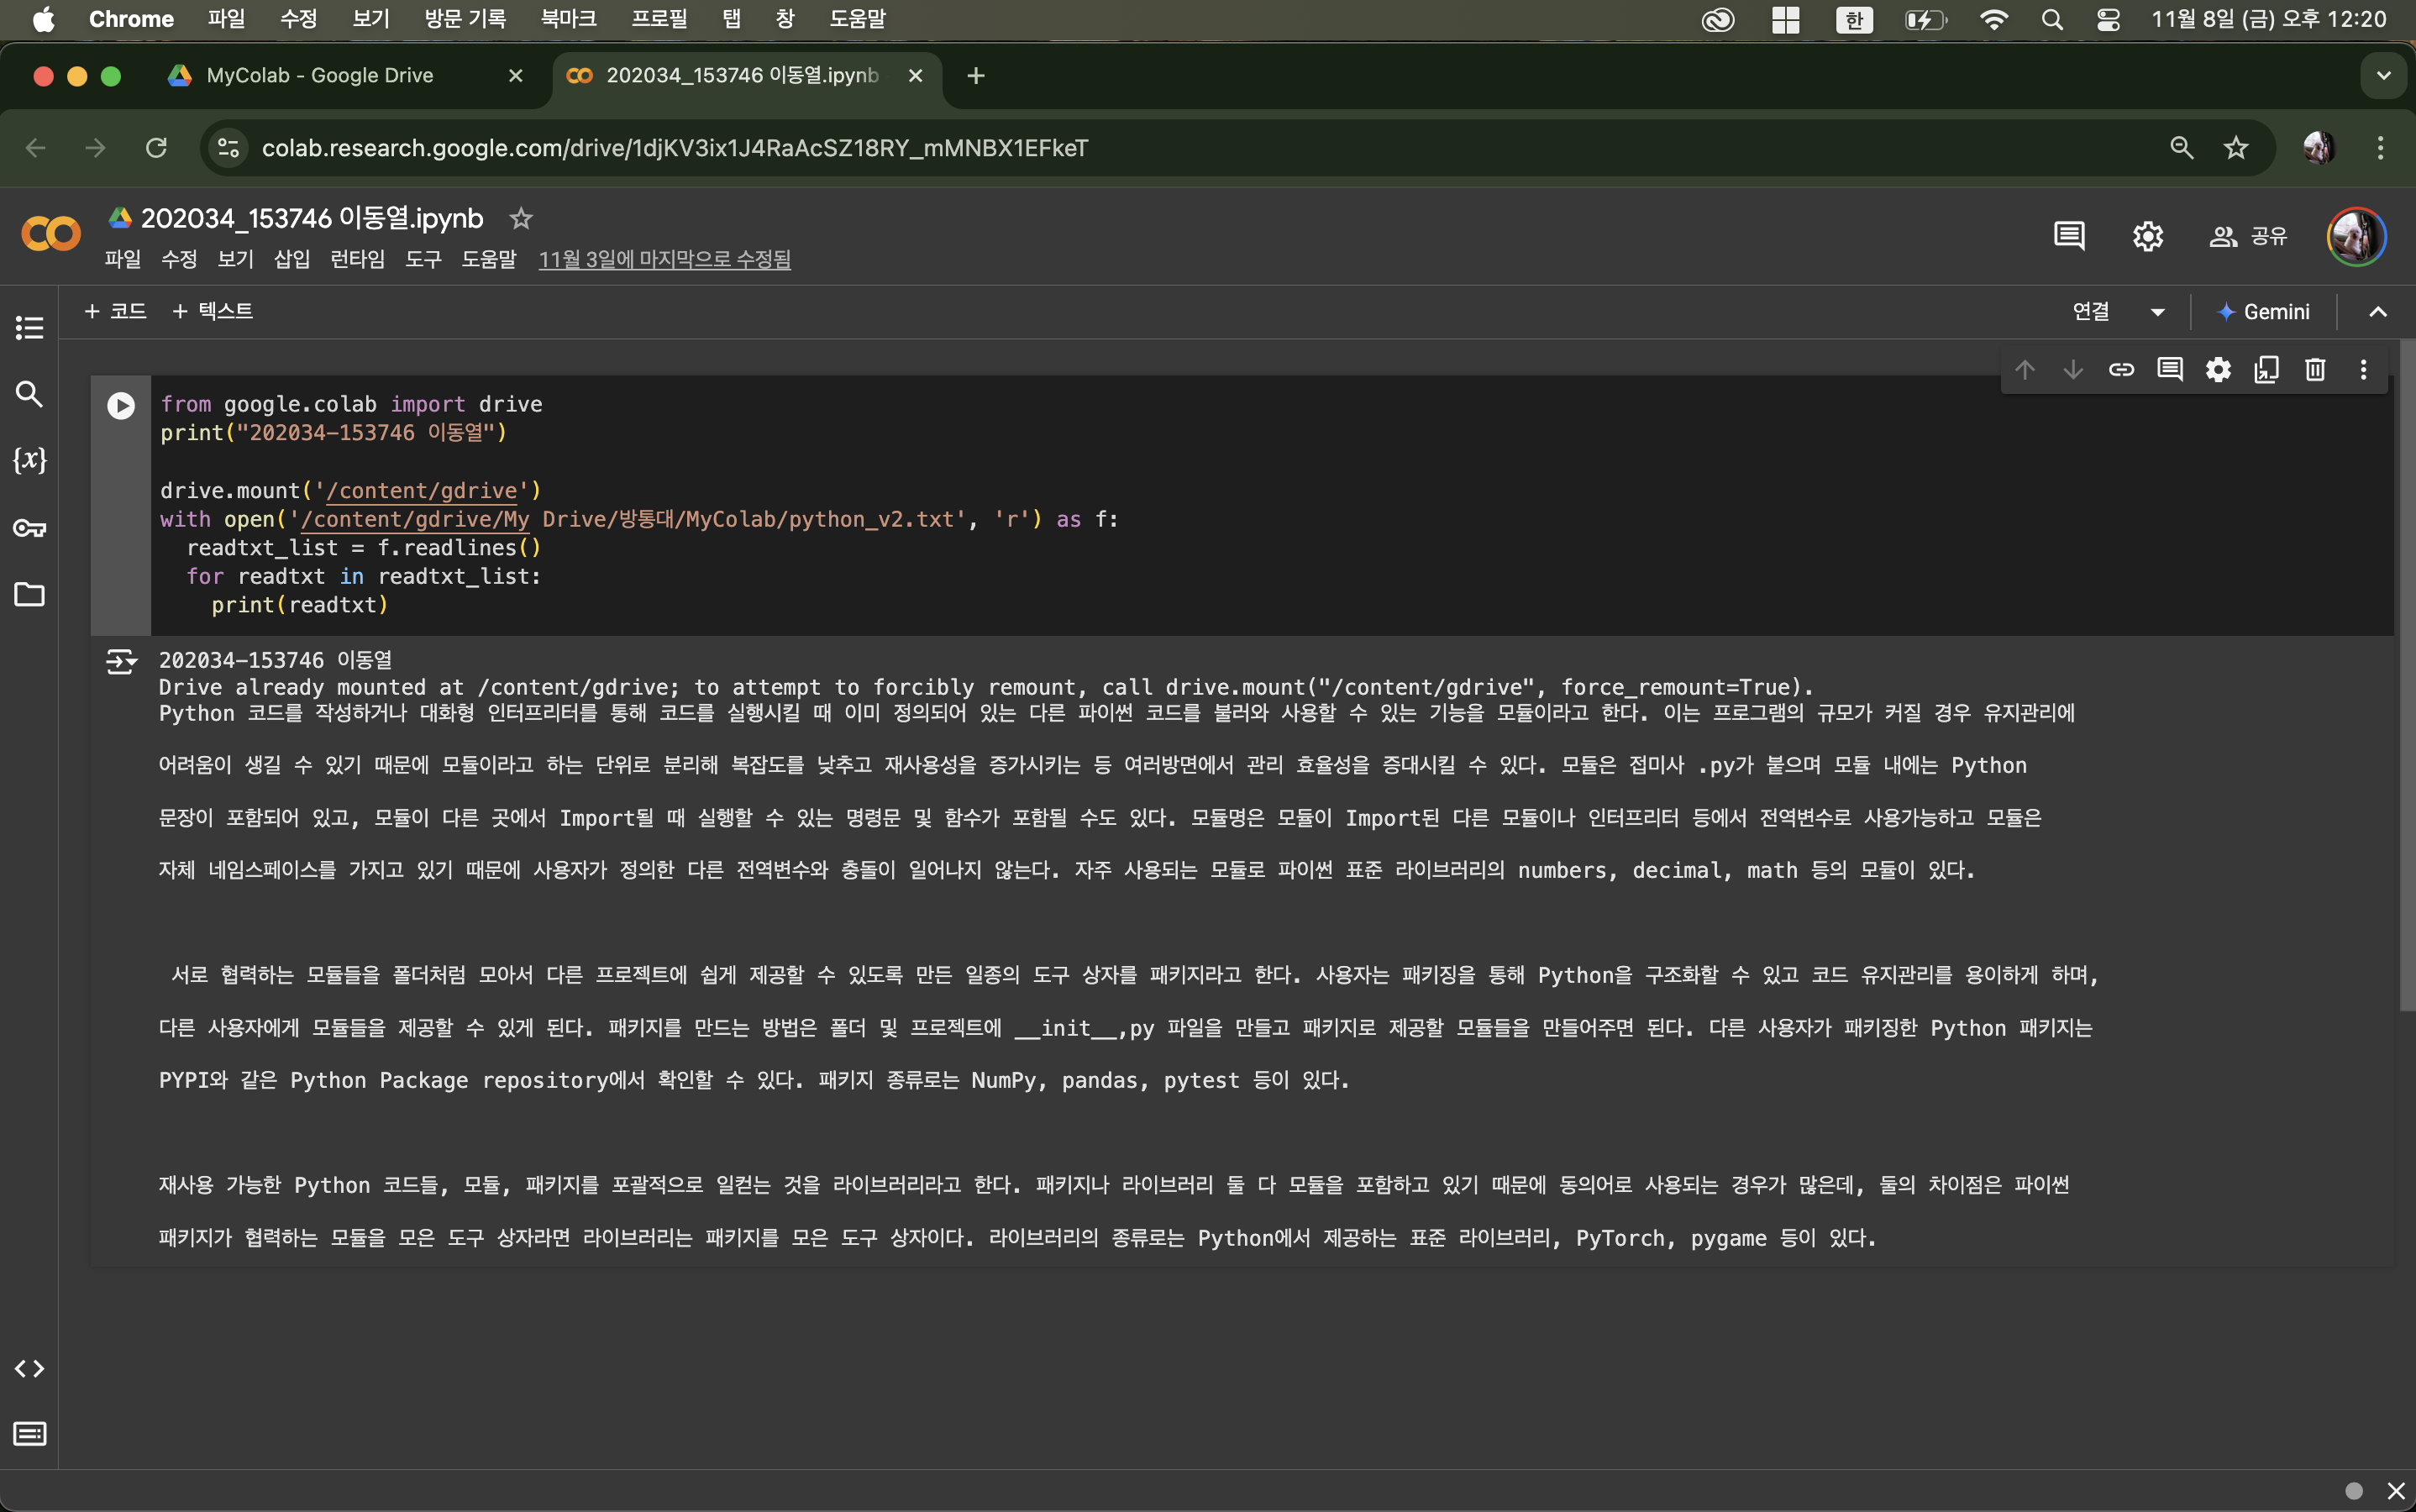 Chrome 파일 수정 보기 방문 기록 북마크 프로필 탭 창 도움말 한 11월 8일 (금) 오후 12:20
MyColab - Google Drive 202034_153746 이동열.ipynb
colab.research.google.com/drive/1djKV3ix1J4RaAcSZ18RY_mMNBX1EFkeT
202034_153746 이동열.ipynb
파일 수정 보기 삽입 런타임 도구 도움말 11월 3일에 마지막으로 수정됨 공유
+ 코드 + 텍스트 연결 Gemini
from google.colab import drive
print("202034-153746 이동열")
drive.mount('/content/gdrive')
with open('/content/gdrive/My Drive/방통대/MyColab/python_v2.txt', 'r') as f:
readtxt_list = f.readlines()
for readtxt in readtxt_list:
print(readtxt)
{x}
202034-153746 이동열
Drive already mounted at /content/gdrive; to attempt to forcibly remount, call drive.mount("/content/gdrive", force_remount=True).
Python 코드를 작성하거나 대화형 인터프리터를 통해 코드를 실행시킬 때 이미 정의되어 있는 다른 파이썬 코드를 불러와 사용할 수 있는 기능을 모듈이라고 한다. 이는 프로그램의 규모가 커질 경우 유지관리에
어려움이 생길 수 있기 때문에 모듈이라고 하는 단위로 분리해 복잡도를 낮추고 재사용성을 증가시키는 등 여러방면에서 관리 효율성을 증대시킬 수 있다. 모듈은 접미사 .py가 붙으며 모듈 내에는 Python
문장이 포함되어 있고, 모듈이 다른 곳에서 Import될 때 실행할 수 있는 명령문 및 함수가 포함될 수도 있다. 모듈명은 모듈이 Import된 다른 모듈이나 인터프리터 등에서 전역변수로 사용가능하고 모듈은
자체 네임스페이스를 가지고 있기 때문에 사용자가 정의한 다른 전역변수와 충돌이 일어나지 않는다. 자주 사용되는 모듈로 파이썬 표준 라이브러리의 numbers, decimal, math 등의 모듈이 있다.
서로 협력하는 모듈들을 폴더처럼 모아서 다른 프로젝트에 쉽게 제공할 수 있도록 만든 일종의 도구 상자를 패키지라고 한다. 사용자는 패키징을 통해 Python을 구조화할 수 있고 코드 유지관리를 용이하게 하며,
다른 사용자에게 모듈들을 제공할 수 있게 된다. 패키지를 만드는 방법은 폴더 및 프로젝트에 __init__,py 파일을 만들고 패키지로 제공할 모듈들을 만들어주면 된다. 다른 사용자가 패키징한 Python 패키지는
PYPI와 같은 Python Package repository에서 확인할 수 있다. 패키지 종류로는 NumPy, pandas, pytest 등이 있다.
재사용 가능한 Python 코드들, 모듈, 패키지를 포괄적으로 일컫는 것을 라이브러리라고 한다. 패키지나 라이브러리 둘 다 모듈을 포함하고 있기 때문에 동의어로 사용되는 경우가 많은데, 둘의 차이점은 파이썬
패키지가 협력하는 모듈을 모은 도구 상자라면 라이브러리는 패키지를 모은 도구 상자이다. 라이브러리의 종류로는 Python에서 제공하는 표준 라이브러리, PyTorch, pygame 등이 있다.